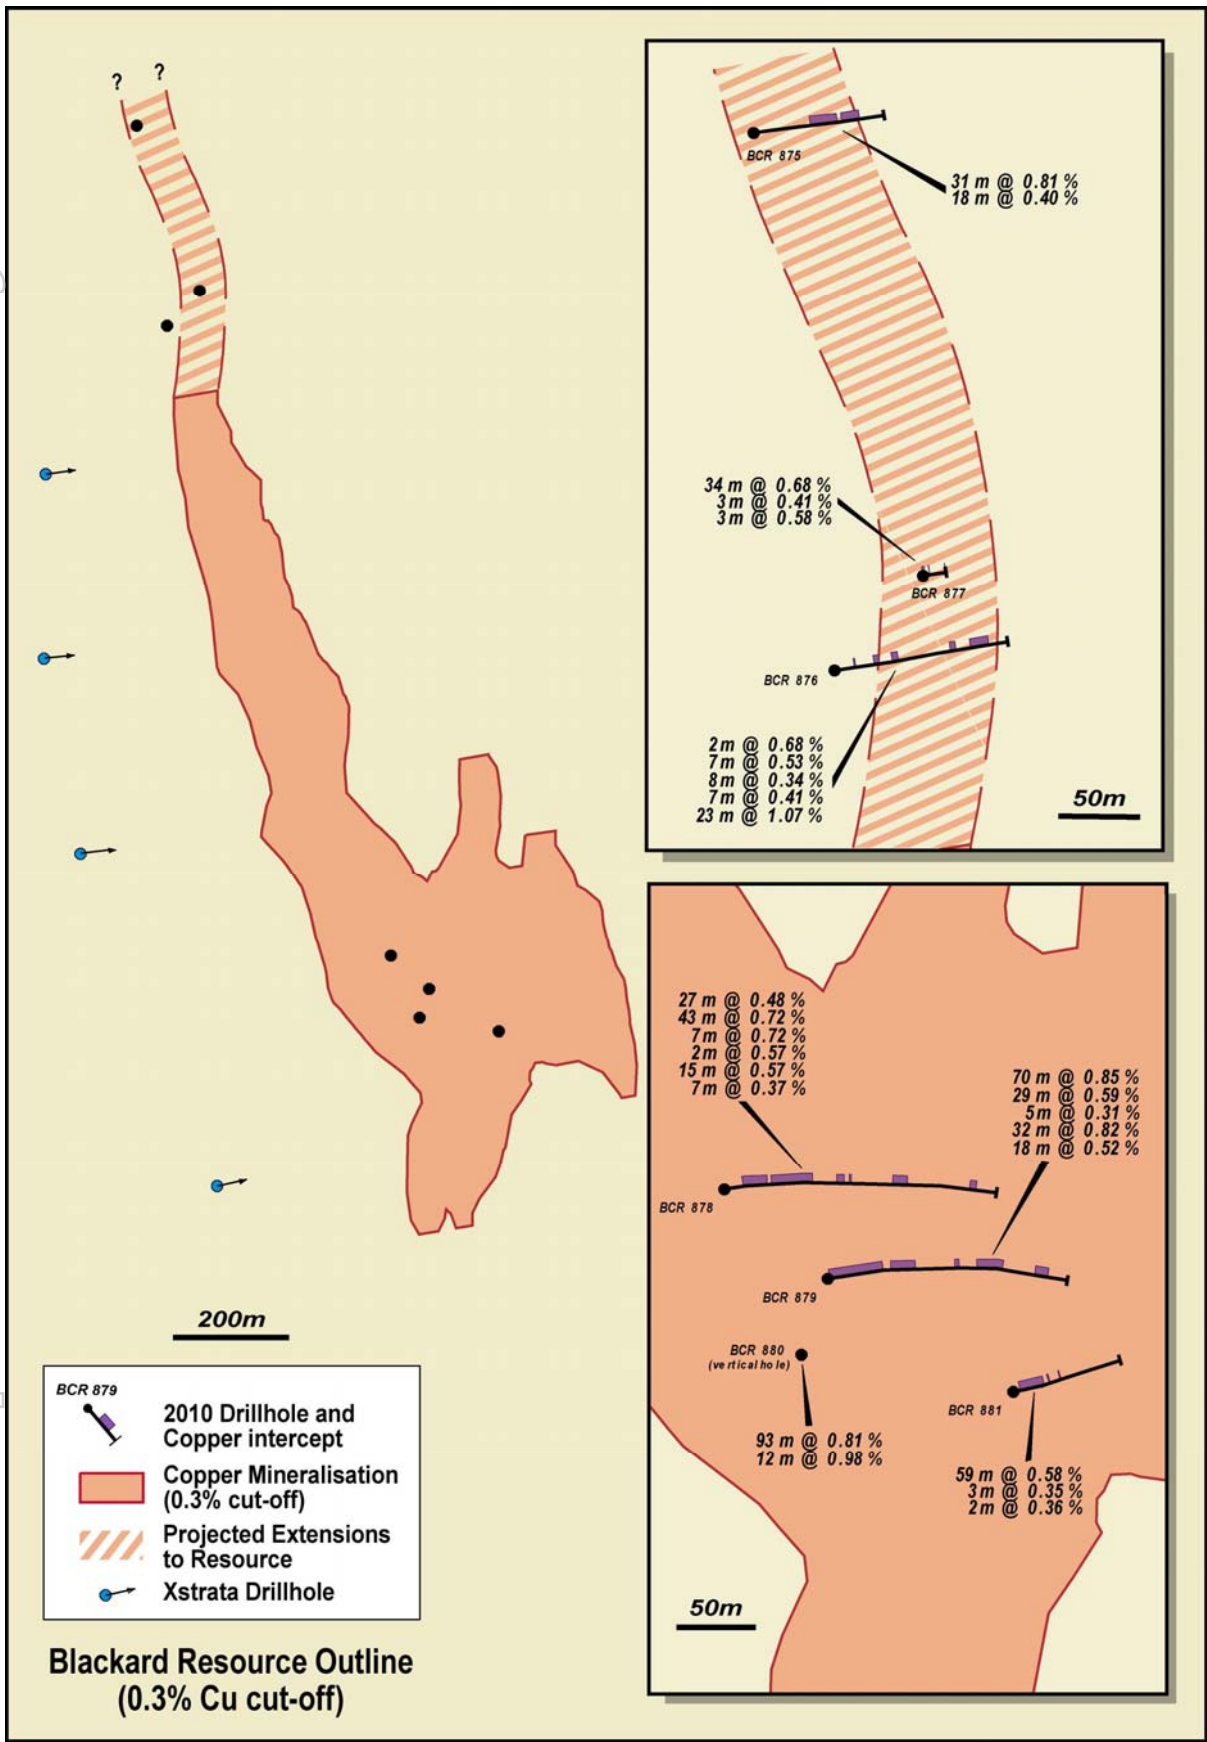 ? ?
BCR 875
31 m @ 0.81 %
18 m @ 0.40 %
34 m @ 0.68 %
3 m @ 0.41 %
3 m @ 0.58 %
BCR 877
BCR 876
2 m @ 0.68 %
7 m @ 0.53 %
8 m @ 0.34 %
7 m @ 0.41 %
23 m @ 1.07 %
50m
27 m @ 0.48 %
43 m @ 0.72 %
7 m @ 0.72 %
2 m @ 0.57 %
15 m @ 0.57 %
7 m @ 0.37 %
70 m @ 0.85 %
29 m @ 0.59 %
5 m @ 0.31 %
32 m @ 0.82 %
18 m @ 0.52 %
BCR 878
BCR 879
BCR 880
(vertical hole)
BCR 881
93 m @ 0.81 %
12 m @ 0.98 %
59 m @ 0.58 %
3 m @ 0.35 %
2 m @ 0.36 %
50m
200m
BCR 879
2010 Drillhole and
Copper intercept
Copper Mineralisation
(0.3% cut-off)
Projected Extensions
to Resource
Xstrata Drillhole
Blackard Resource Outline
(0.3% Cu cut-off)